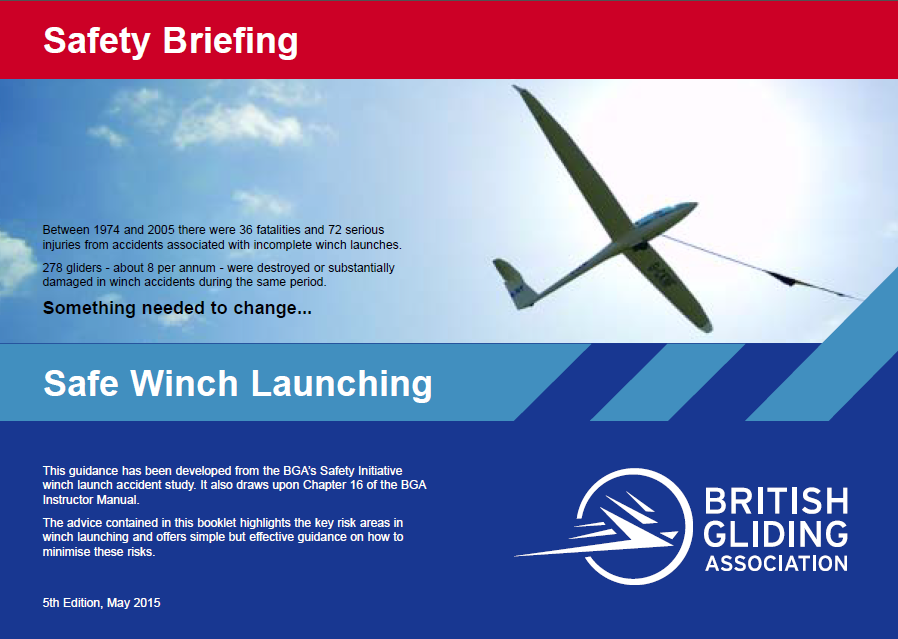 Safety Briefing
Between 1974 and 2005 there were 36 fatalities and 72 serious
injuries from accidents associated with incomplete winch launches.
278 gliders - about 8 per annum - were destroyed or substantially
damaged in winch accidents during the same period.
Something needed to change...
Safe Winch Launching
This guidance has been developed from the BGA's Safety Initiative
winch launch accident study. It also draws upon Chapter 16 of the BGA
Instructor Manual.
The advice contained in this booklet highlights the key risk areas in
winch launching and offers simple but effective guidance on how to
minimise these risks.
5th Edition, May 2015
BRITISH
GLIDING
ASSOCIATION